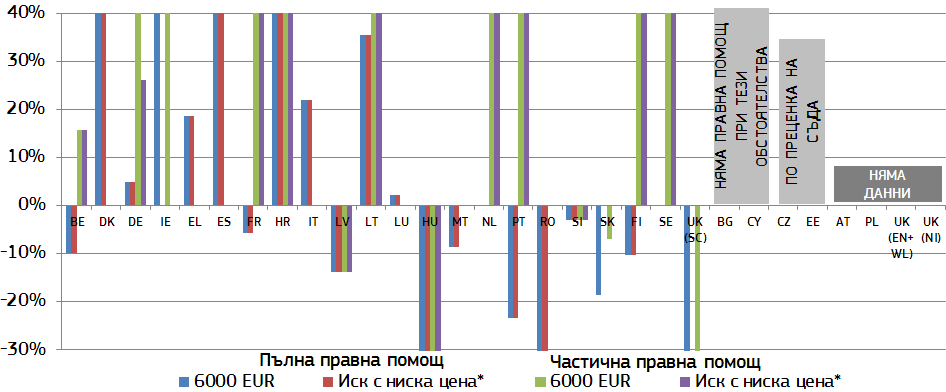 40%
30%
20%
10%
0%
-10%
-20%
-30%
BE DK DE IE EL ES FR HR IT LV LT LU HU MT NL PT RO SI SK FI SE UK (SC) BG CY CZ EE AT PL UK (EN+ WL) UK (NI)
НЯМА ПРАВНА ПОМОЩ
ПРИ ТЕЗИ
ОБСТОЯТЕЛСТВА
ПО ПРЕЦЕНКА НА
СЪДА
НЯМА
ДАННИ
Пълна правна помощ Частична правна помощ
6000 EUR Иск с ниска цена* 6000 EUR Иск с ниска цена*